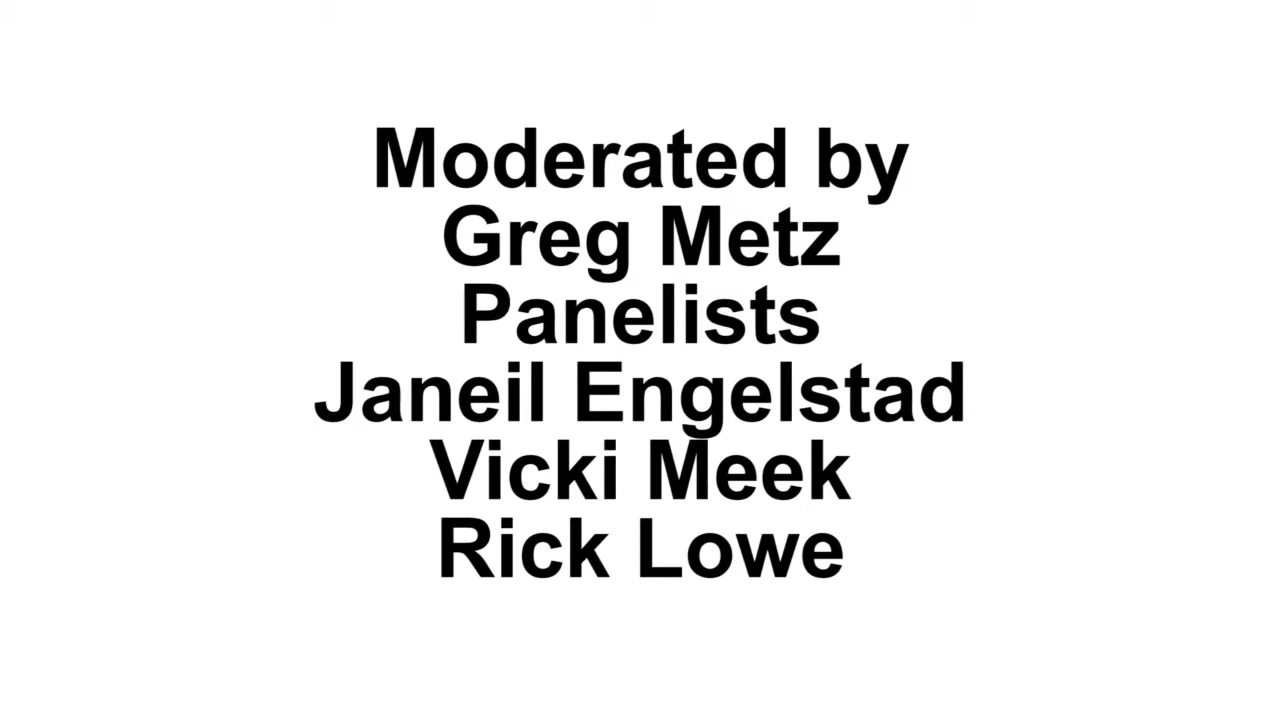 Moderated by
Greg Metz
Panelists
Janeil Engelstad
Vicki Meek
Rick Lowe